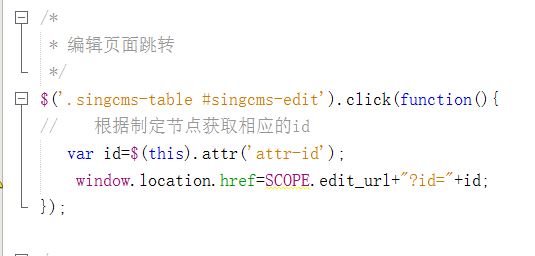 /*
* 编辑页面跳转
*/
$('.singcms-table #singcms-edit').click(function(){
// 根据制定节点获取相应的id
var id=$(this).attr('attr-id');
window.location.href=SCOPE.edit_url+"?id="+id;
});